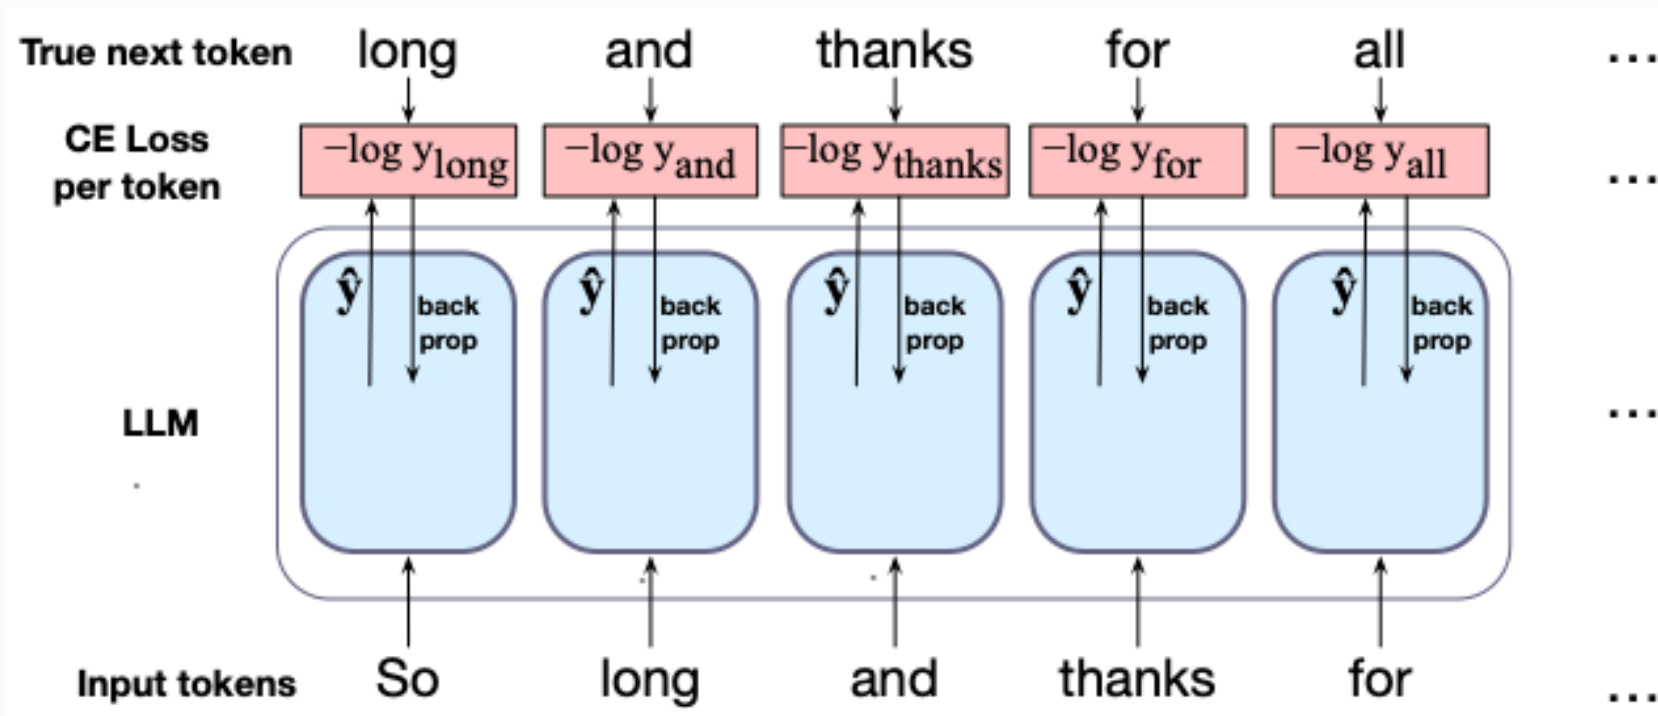 True next token long and thanks for all ...
CE Loss
per token
−log y_long −log y_and −log y_thanks −log y_for −log y_all ...
ŷ ŷ ŷ ŷ ŷ
back back back back back
prop prop prop prop prop
LLM ...
Input tokens So long and thanks for ...